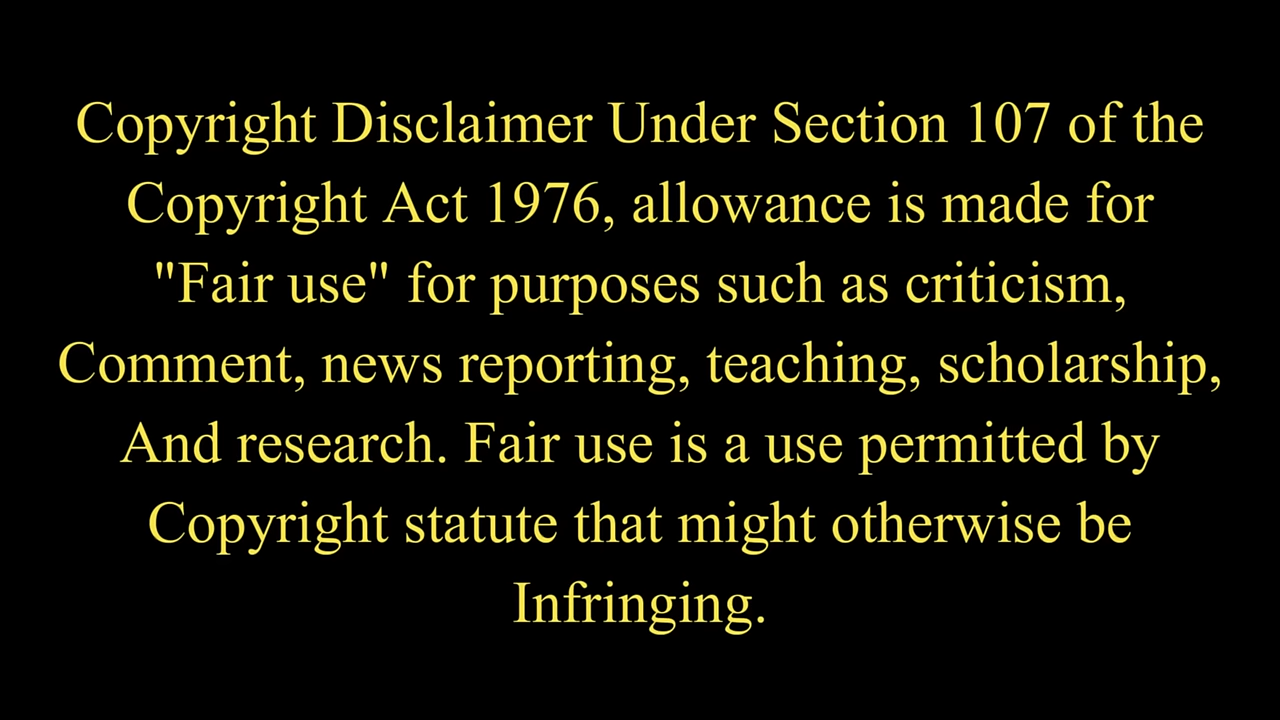 Copyright Disclaimer Under Section 107 of the
Copyright Act 1976, allowance is made for
"Fair use" for purposes such as criticism,
Comment, news reporting, teaching, scholarship,
And research. Fair use is a use permitted by
Copyright statute that might otherwise be
Infringing.